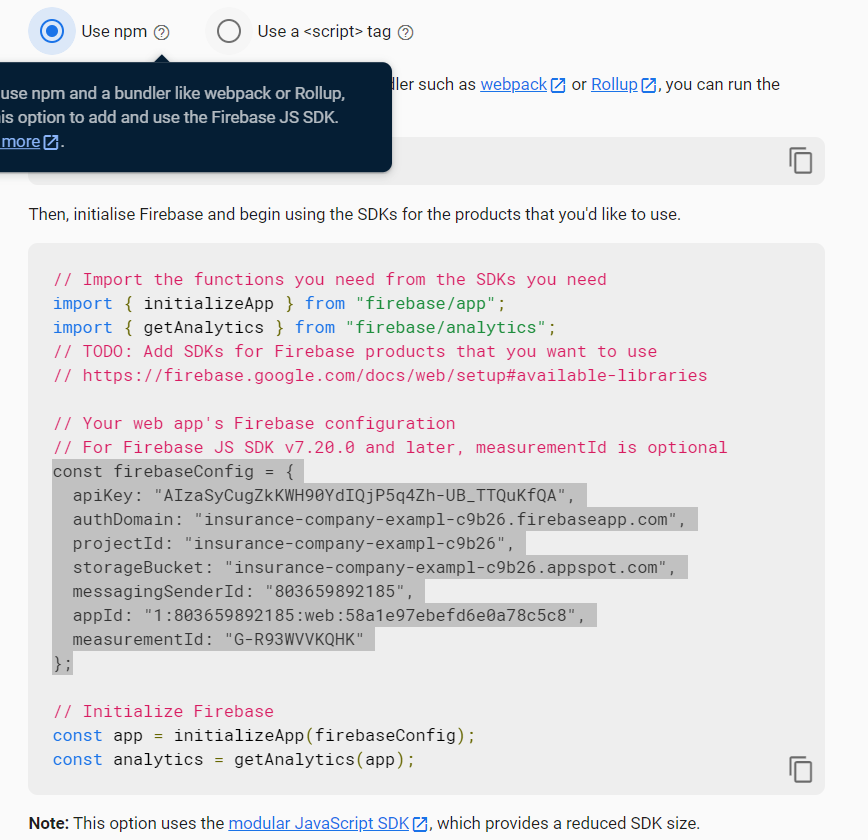 Use npm ? Use a <script> tag ?
use npm and a bundler like webpack or Rollup, ller such as webpack or Rollup, you can run the
is option to add and use the Firebase JS SDK.
more.
Then, initialise Firebase and begin using the SDKs for the products that you'd like to use.
// Import the functions you need from the SDKs you need
import { initializeApp } from "firebase/app";
import { getAnalytics } from "firebase/analytics";
// TODO: Add SDKs for Firebase products that you want to use
// https://firebase.google.com/docs/web/setup#available-libraries
// Your web app's Firebase configuration
// For Firebase JS SDK v7.20.0 and later, measurementId is optional
const firebaseConfig = {
apiKey: "AIzaSyCugZkKWH90YdIQjP5q4Zh-UB_TTQuKfQA",
authDomain: "insurance-company-exampl-c9b26.firebaseapp.com",
projectId: "insurance-company-exampl-c9b26",
storageBucket: "insurance-company-exampl-c9b26.appspot.com",
messagingSenderId: "803659892185",
appId: "1:803659892185:web:58a1e97ebefd6e0a78c5c8",
measurementId: "G-R93WVVKQHK"
};
// Initialize Firebase
const app = initializeApp(firebaseConfig);
const analytics = getAnalytics(app);
Note: This option uses the modular JavaScript SDK, which provides a reduced SDK size.